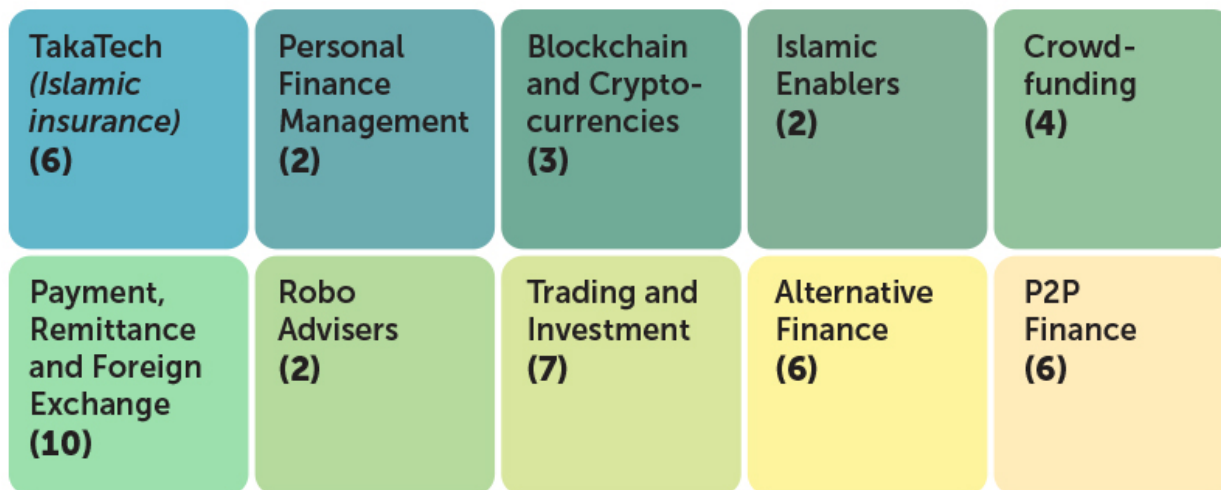 TakaTech
(Islamic
insurance)
(6)
Personal
Finance
Management
(2)
Blockchain
and Crypto-
currencies
(3)
Islamic
Enablers
(2)
Crowd-
funding
(4)
Payment,
Remittance
and Foreign
Exchange
(10)
Robo
Advisers
(2)
Trading and
Investment
(7)
Alternative
Finance
(6)
P2P
Finance
(6)